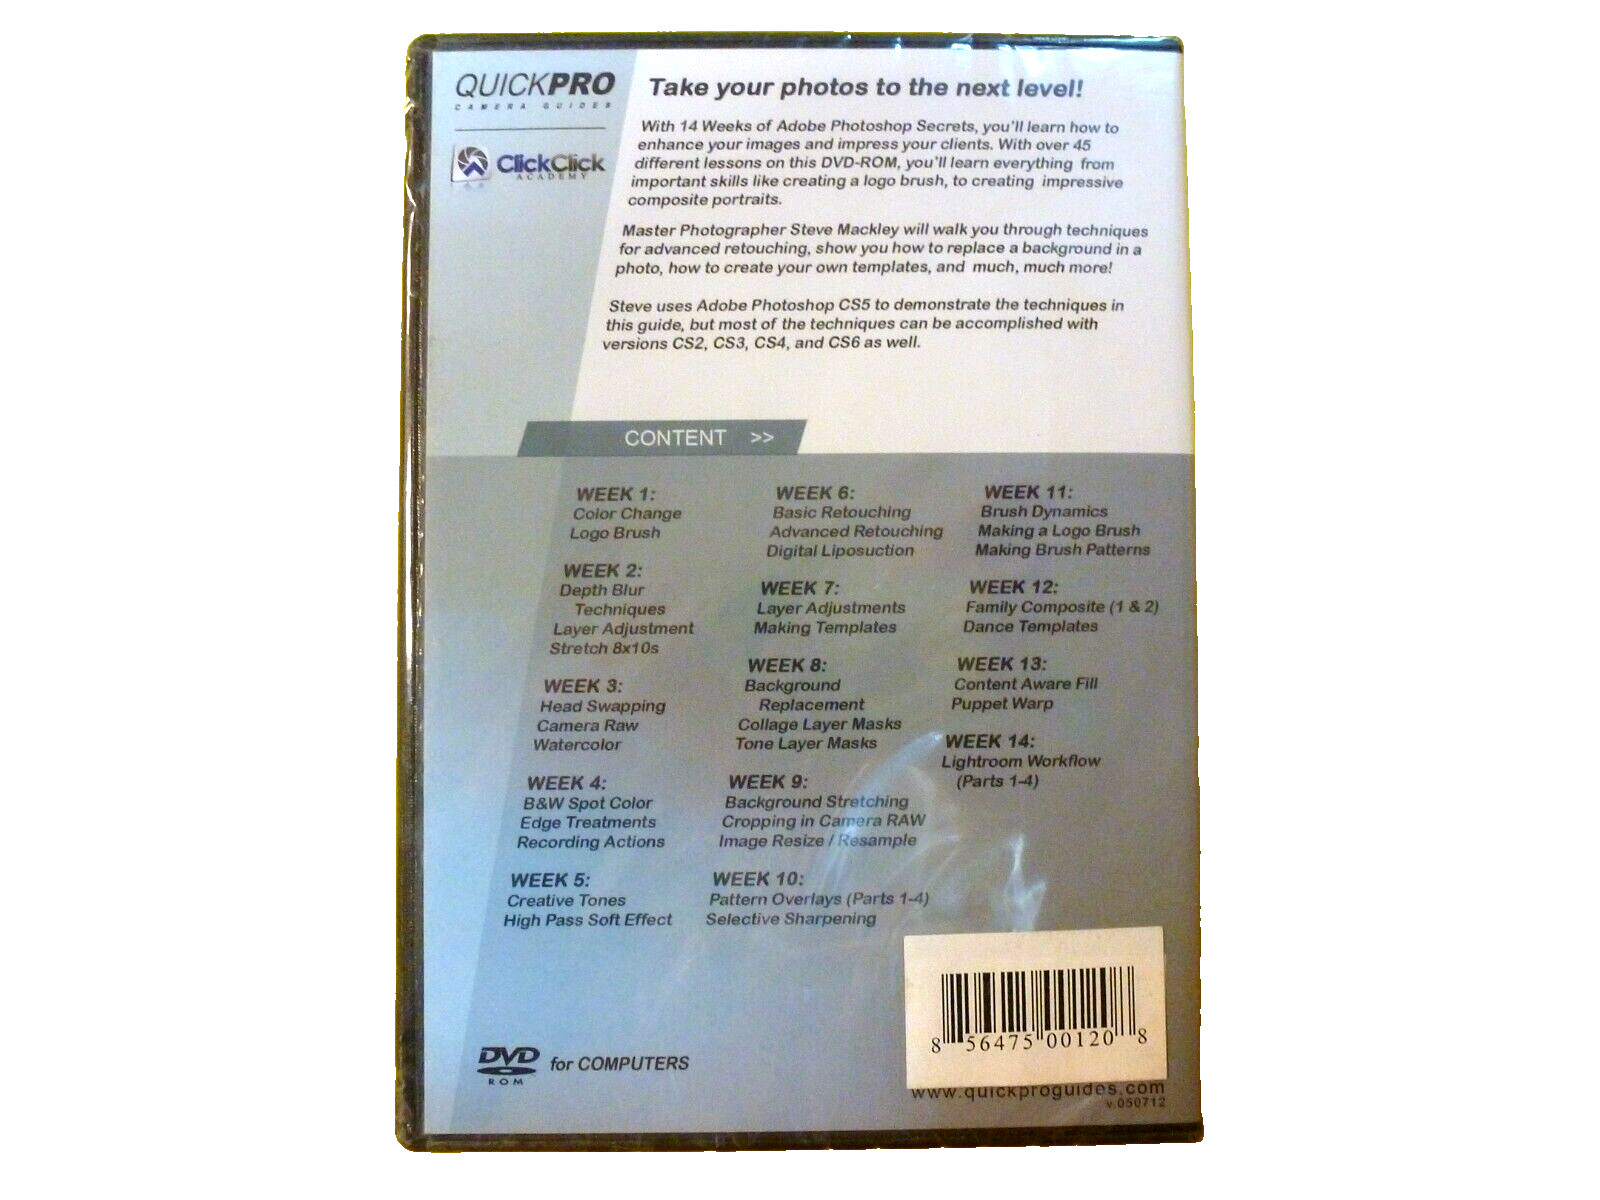 QUICKPRO
CAMERA GUIDES
ClickClick
ACADEMY
Take your photos to the next level!
With 14 Weeks of Adobe Photoshop Secrets, you'll learn how to
enhance your images and impress your clients. With over 45
different lessons on this DVD-ROM, you'll learn everything from
important skills like creating a logo brush, to creating impressive
composite portraits.
Master Photographer Steve Mackley will walk you through techniques
for advanced retouching, show you how to replace a background in a
photo, how to create your own templates, and much, much more!
Steve uses Adobe Photoshop CS5 to demonstrate the techniques in
this guide, but most of the techniques can be accomplished with
versions CS2, CS3, CS4, and CS6 as well.
CONTENT >>
WEEK 1:
Color Change
Logo Brush
WEEK 2:
Depth Blur
Techniques
Layer Adjustment
Stretch 8x10s
WEEK 3:
Head Swapping
Camera Raw
Watercolor
WEEK 4:
B&W Spot Color
Edge Treatments
Recording Actions
WEEK 5:
Creative Tones
High Pass Soft Effect
WEEK 6:
Basic Retouching
Advanced Retouching
Digital Liposuction
WEEK 7:
Layer Adjustments
Making Templates
WEEK 8:
Background
Replacement
Collage Layer Masks
Tone Layer Masks
WEEK 9:
Background Stretching
Cropping in Camera RAW
Image Resize / Resample
WEEK 10:
Pattern Overlays (Parts 1-4)
Selective Sharpening
WEEK 11:
Brush Dynamics
Making a Logo Brush
Making Brush Patterns
WEEK 12:
Family Composite (1 & 2)
Dance Templates
WEEK 13:
Content Aware Fill
Puppet Warp
WEEK 14:
Lightroom Workflow
(Parts 1-4)
DVD
ROM
for COMPUTERS
8 56475 00120 8
www.quickproguides.com
v.050712